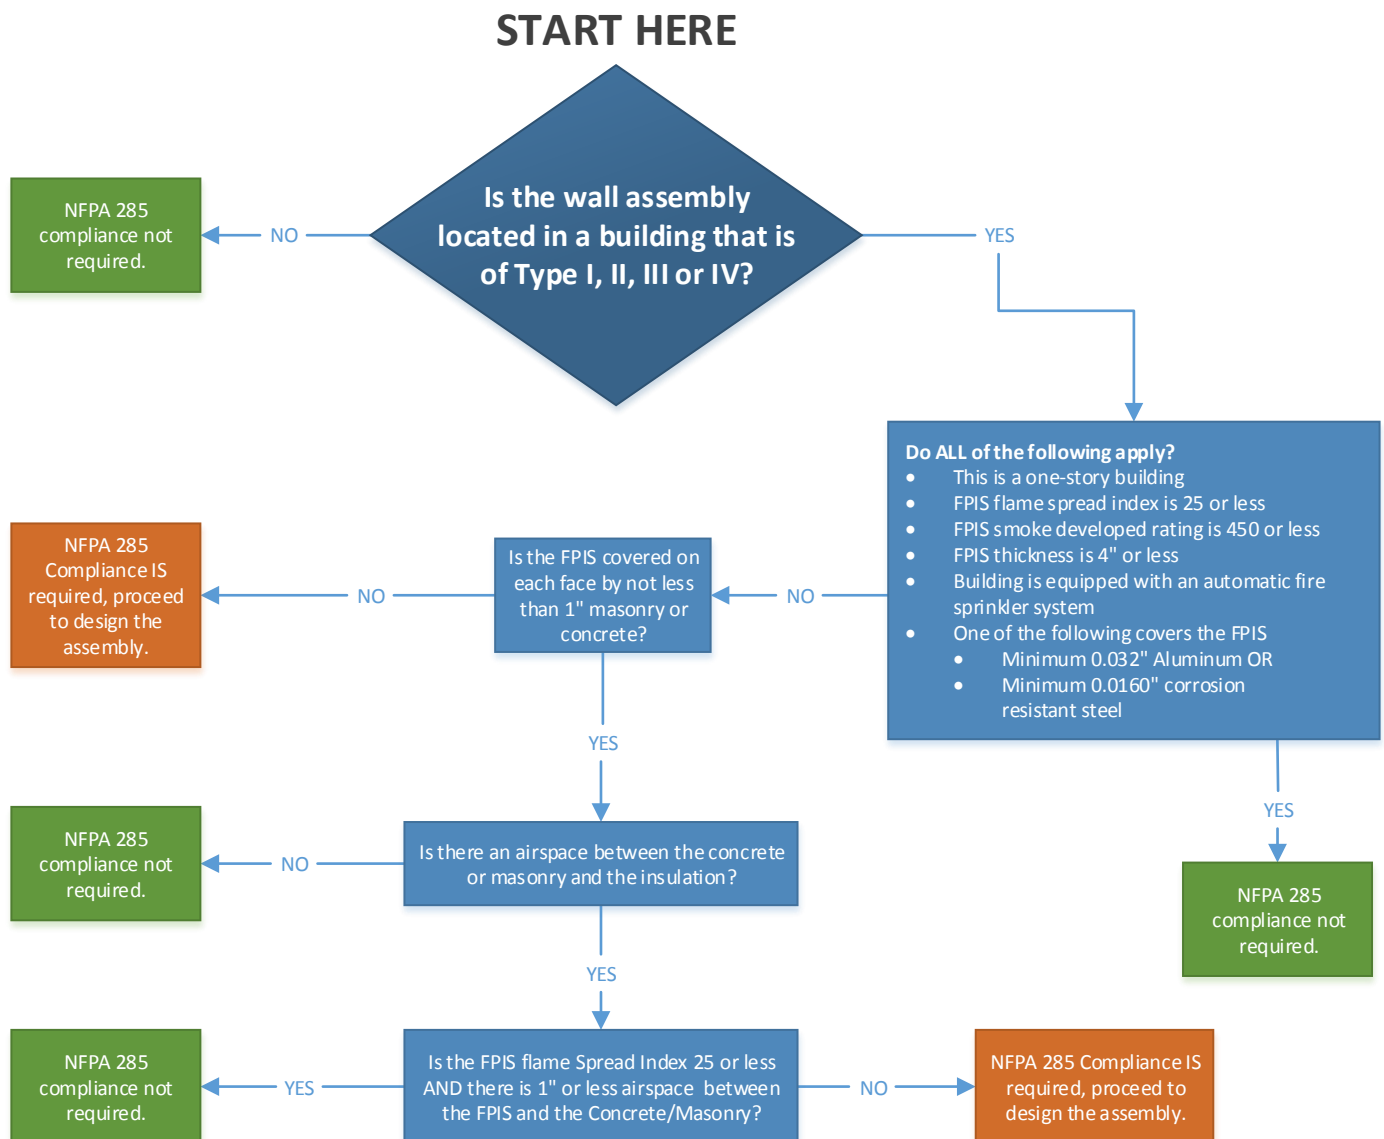 START HERE
Is the wall assembly
located in a building that is
of Type I, II, III or IV?
NO
NFPA 285
compliance not
required.
YES
Do ALL of the following apply?
• This is a one-story building
• FPIS flame spread index is 25 or less
• FPIS smoke developed rating is 450 or less
• FPIS thickness is 4" or less
• Building is equipped with an automatic fire
sprinkler system
• One of the following covers the FPIS
• Minimum 0.032" Aluminum OR
• Minimum 0.0160" corrosion
resistant steel
NO
Is the FPIS covered on
each face by not less
than 1" masonry or
concrete?
NO
NFPA 285
Compliance IS
required, proceed
to design the
assembly.
YES
YES
NFPA 285
compliance not
required.
Is there an airspace between the concrete
or masonry and the insulation?
NO
NFPA 285
compliance not
required.
YES
Is the FPIS flame Spread Index 25 or less
AND there is 1" or less airspace between
the FPIS and the Concrete/Masonry?
YES
NFPA 285
compliance not
required.
NO
NFPA 285 Compliance IS
required, proceed to
design the assembly.